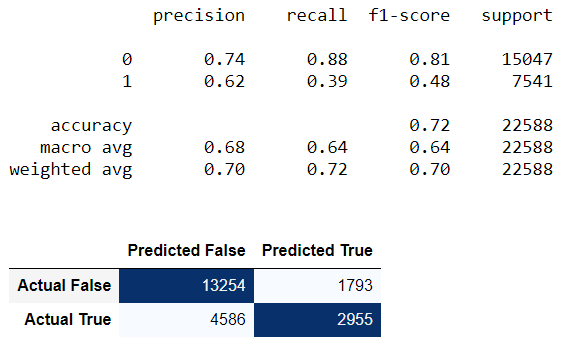 precision recall f1-score support
0 0.74 0.88 0.81 15047
1 0.62 0.39 0.48 7541
accuracy 0.72 22588
macro avg 0.68 0.64 0.64 22588
weighted avg 0.70 0.72 0.70 22588
Predicted False Predicted True
Actual False 13254 1793
Actual True 4586 2955